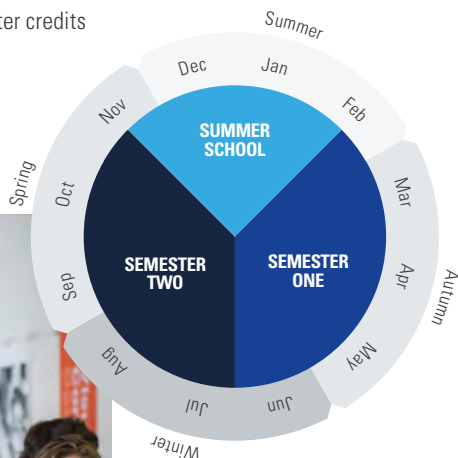 ter credits
Summer
Dec
Jan
Feb
Nov
SUMMER
SCHOOL
Spring
Oct
Mar
SEMESTER
TWO
SEMESTER
ONE
Sep
Apr
Autumn
Aug
May
Jul
Jun
Winter